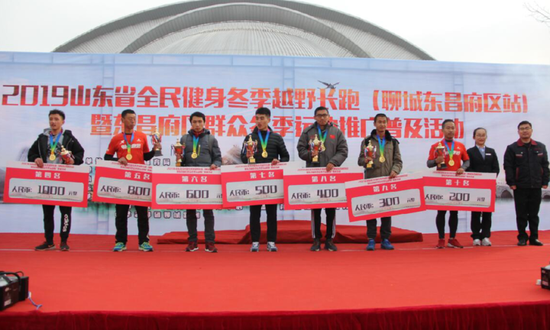 2019山东省全民健身冬季越野长跑【聊城东昌府区站】
暨 昌府 群众冬季运 推广普及活
第四名
人民币: 1000 元整
第五名
人民币: 800 元整
第六名
人民币: 600 元整
第七名
人民币: 500 元整
第八名
人民币: 400 元整
第九名
人民币: 300 元整
第十名
人民币: 200 元整